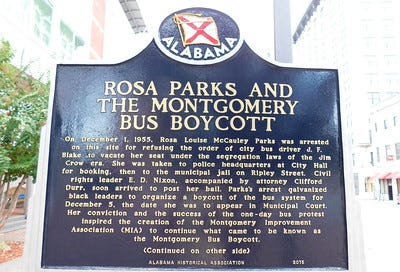 ALABAMA
ROSA PARKS AND
THE MONTGOMERY
BUS BOYCOTT
On December 1, 1955, Rosa Louise McCauley Parks was arrested
on this site for refusing the order of city bus driver J. F.
Blake to vacate her seat under the segregation laws of the Jim
Crow era. She was taken to police headquarters at City Hall
for booking, then to the municipal jail on Ripley Street. Civil
rights leader E. D. Nixon, accompanied by attorney Clifford
Durr, soon arrived to post her bail. Parks's arrest galvanized
black leaders to organize a boycott of the bus system for
December 5, the date she was to appear in Municipal Court.
Her conviction and the success of the one-day bus protest
inspired the creation of the Montgomery Improvement
Association (MIA) to continue what came to be known as
the Montgomery Bus Boycott.
(Continued on other side)
ALABAMA HISTORICAL ASSOCIATION 2015